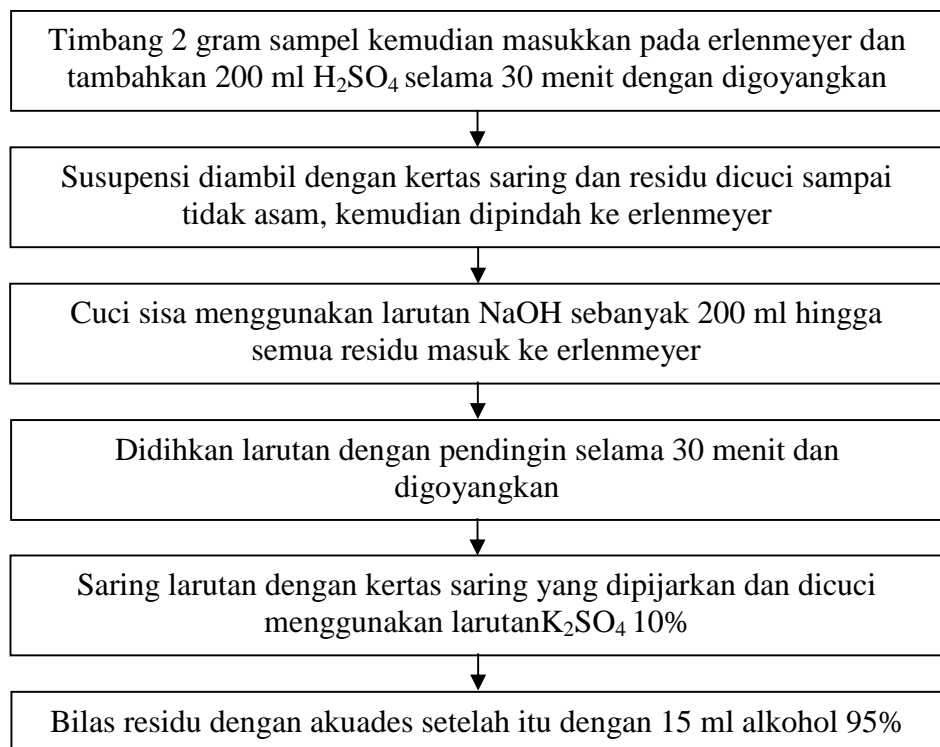 Timbang 2 gram sampel kemudian masukkan pada erlenmeyer dan
tambahkan 200 ml H₂SO₄ selama 30 menit dengan digoyangkan
Susupensi diambil dengan kertas saring dan residu dicuci sampai
tidak asam, kemudian dipindah ke erlenmeyer
Cuci sisa menggunakan larutan NaOH sebanyak 200 ml hingga
semua residu masuk ke erlenmeyer
Didihkan larutan dengan pendingin selama 30 menit dan
digoyangkan
Saring larutan dengan kertas saring yang dipijarkan dan dicuci
menggunakan larutanK₂SO₄ 10%
Bilas residu dengan akuades setelah itu dengan 15 ml alkohol 95%